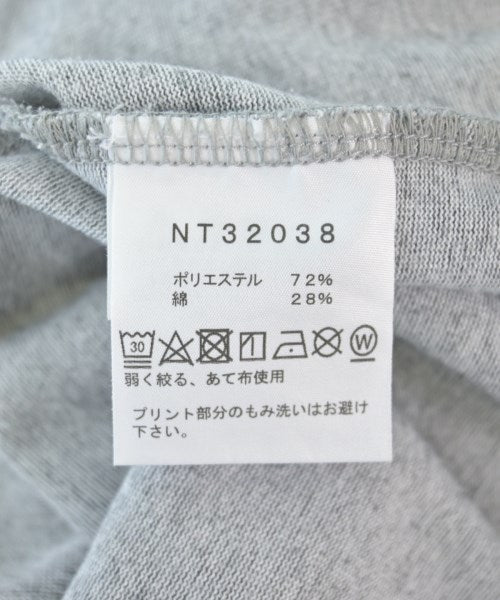 NT32038
ポリエステル 72%
綿 28%
30 W
弱く絞る、あて布使用
プリント部分のもみ洗いはお避け
下さい。